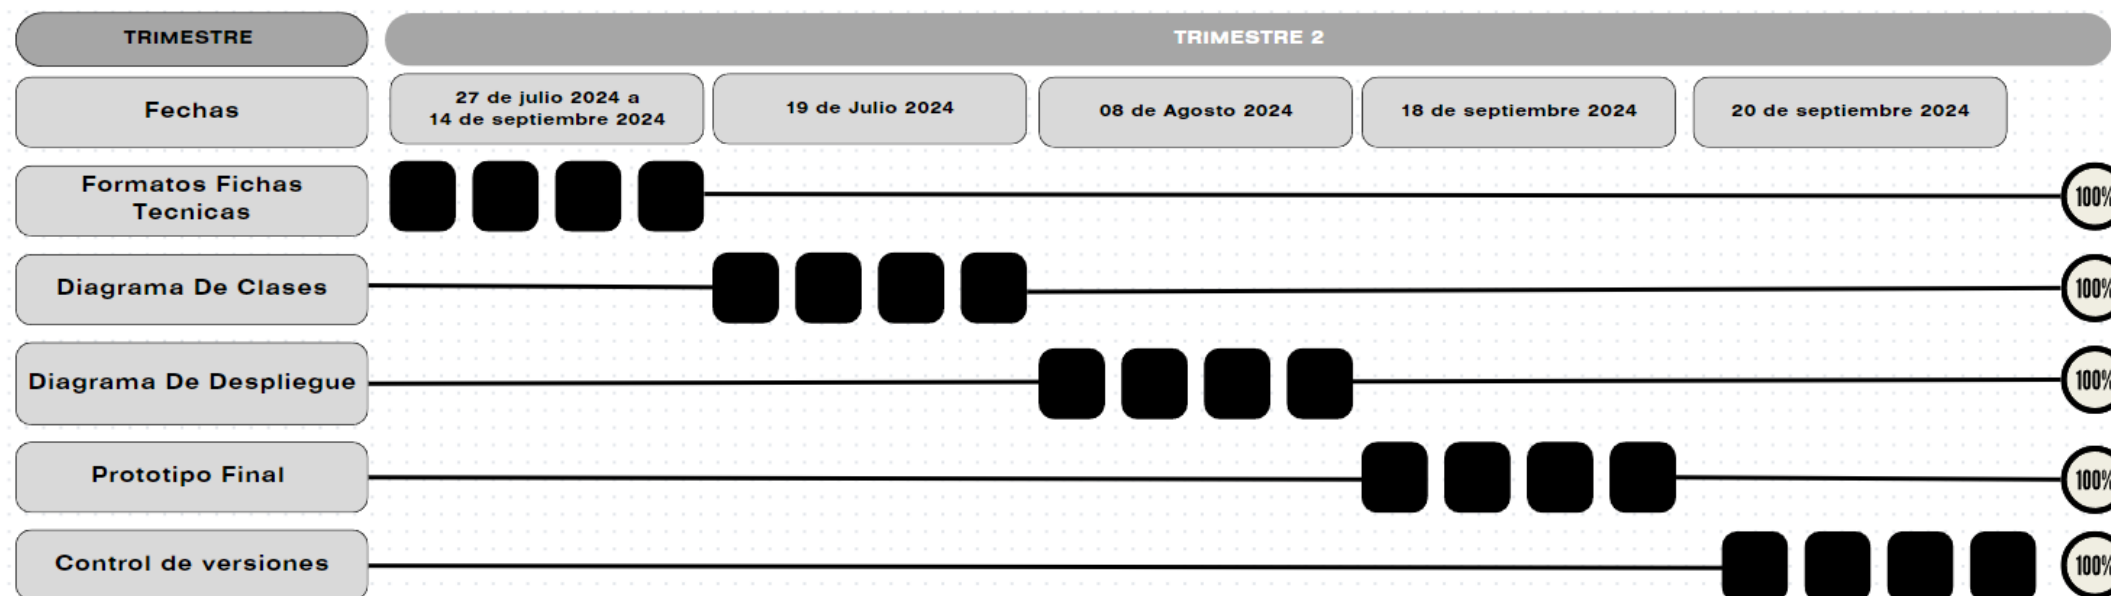 TRIMESTRE
TRIMESTRE 2
Fechas
27 de julio 2024 a
14 de septiembre 2024
19 de Julio 2024
08 de Agosto 2024
18 de septiembre 2024
20 de septiembre 2024
Formatos Fichas
Tecnicas
100%
Diagrama De Clases
100%
Diagrama De Despliegue
100%
Prototipo Final
100%
Control de versiones
100%